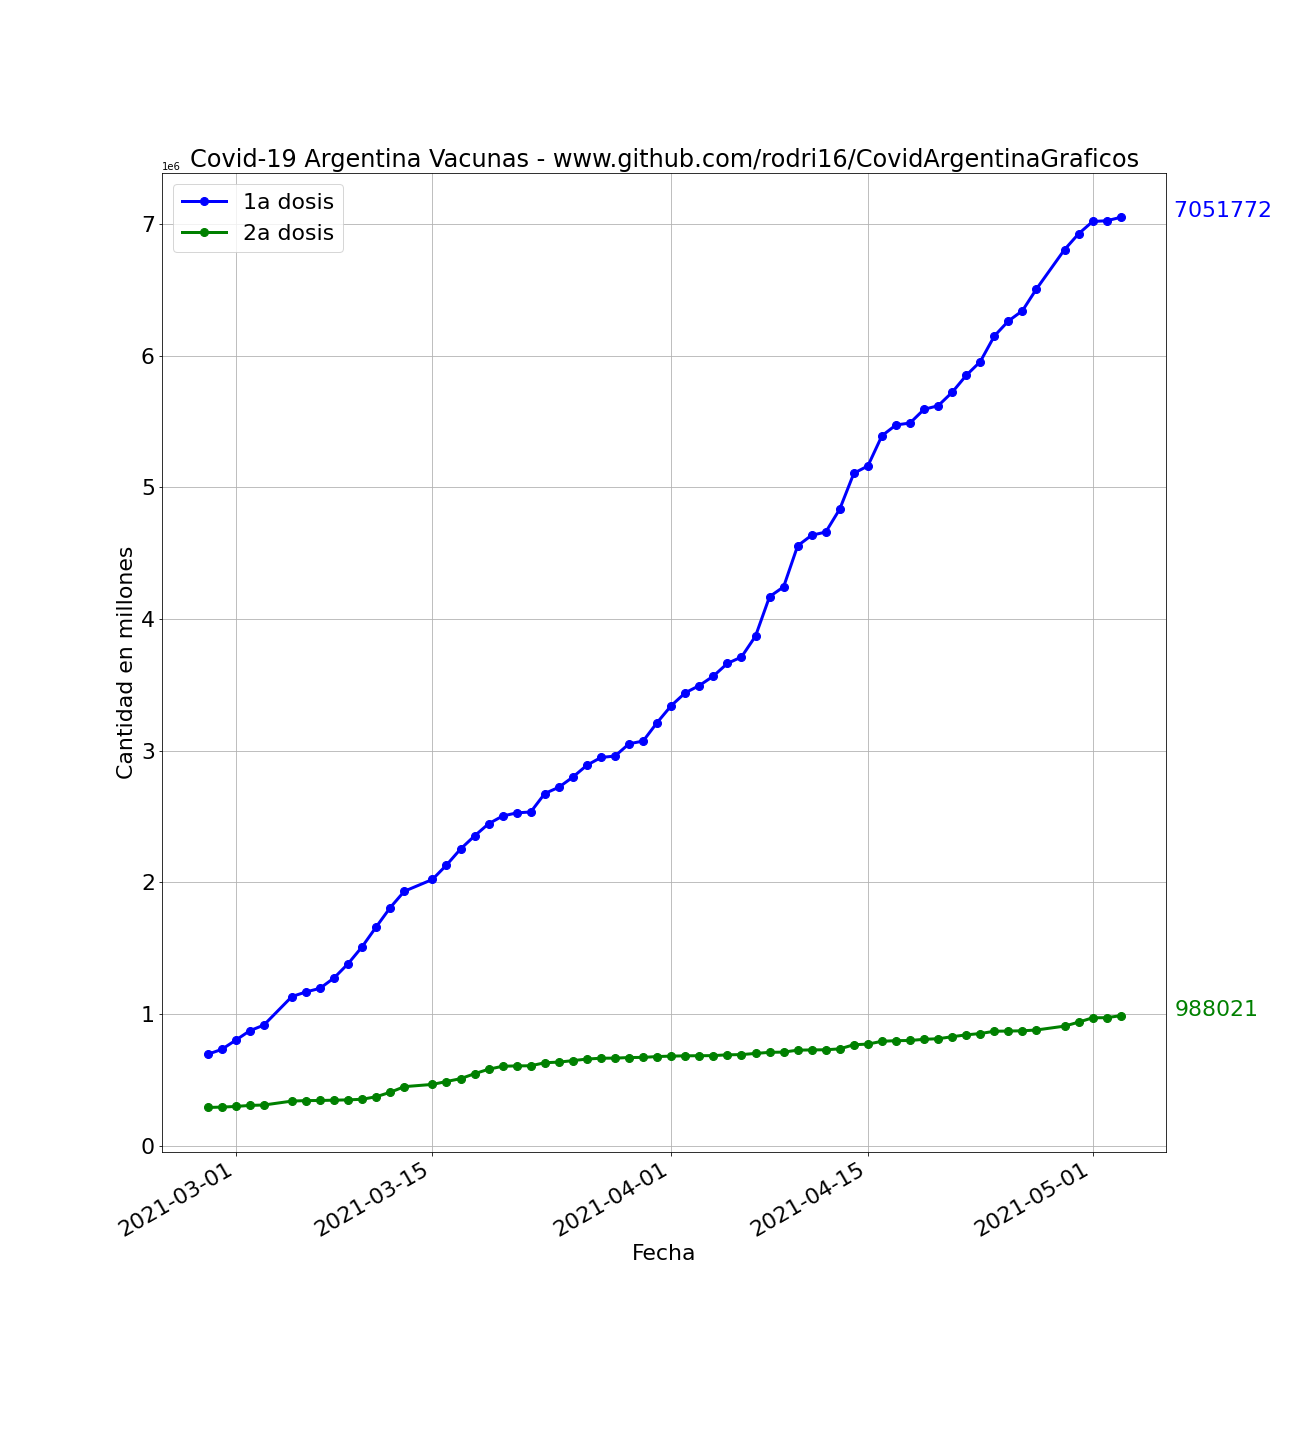 Covid-19 Argentina Vacunas - www.github.com/rodri16/CovidArgentinaGraficos
1e6
1a dosis
2a dosis
7051772
988021
7
6
5
4
3
2
1
0
Cantidad en millones
2021-03-01
2021-03-15
2021-04-01
2021-04-15
2021-05-01
Fecha